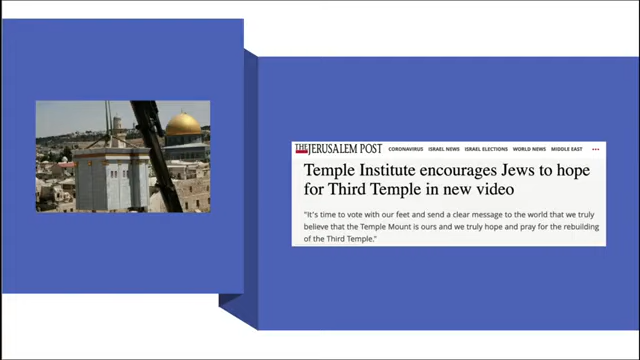 THE JERUSALEM POST CORONAVIRUS ISRAEL NEWS ISRAEL ELECTIONS WORLD NEWS MIDDLE EAST •••
Temple Institute encourages Jews to hope
for Third Temple in new video
"It's time to vote with our feet and send a clear message to the world that we truly
believe that the Temple Mount is ours and we truly hope and pray for the rebuilding
of the Third Temple."